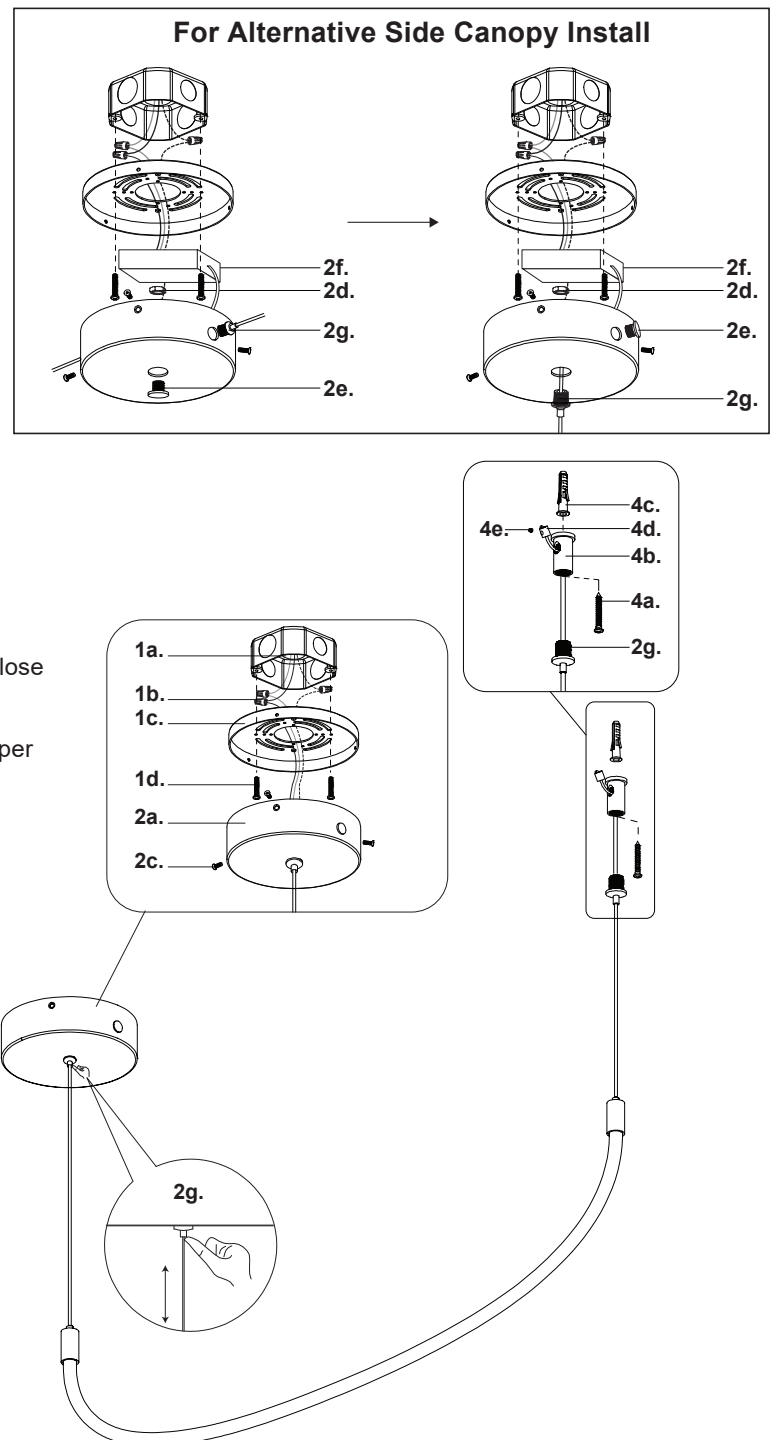 For Alternative Side Canopy Install
2f.
2d.
2g.
2e.
2f.
2d.
2e.
2g.
4c.
4e.
4d.
4b.
4a.
2g.
lose
per
1a.
1b.
1c.
1d.
2a.
2c.
2g.